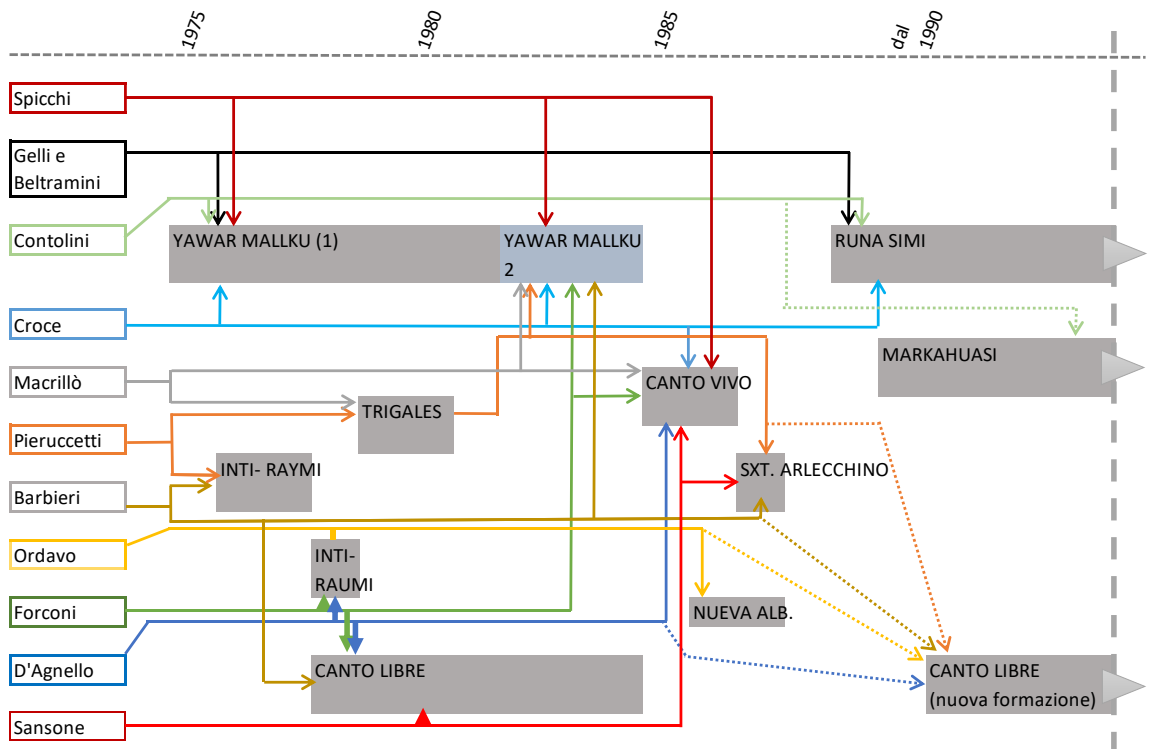 1975
1980
1985
dal
1990
Spicchi
Gelli e
Beltramini
Contolini
YAWAR MALLKU (1)
YAWAR MALLKU
2
RUNA SIMI
Croce
MARKAHUASI
Macrillò
CANTO VIVO
TRIGALES
Pieruccetti
INTI- RAYMI
SXT. ARLECCHINO
Barbieri
Ordavo
INTI-
RAUMI
Forconi
NUEVA ALB.
D'Agnello
CANTO LIBRE
CANTO LIBRE
(nuova formazione)
Sansone